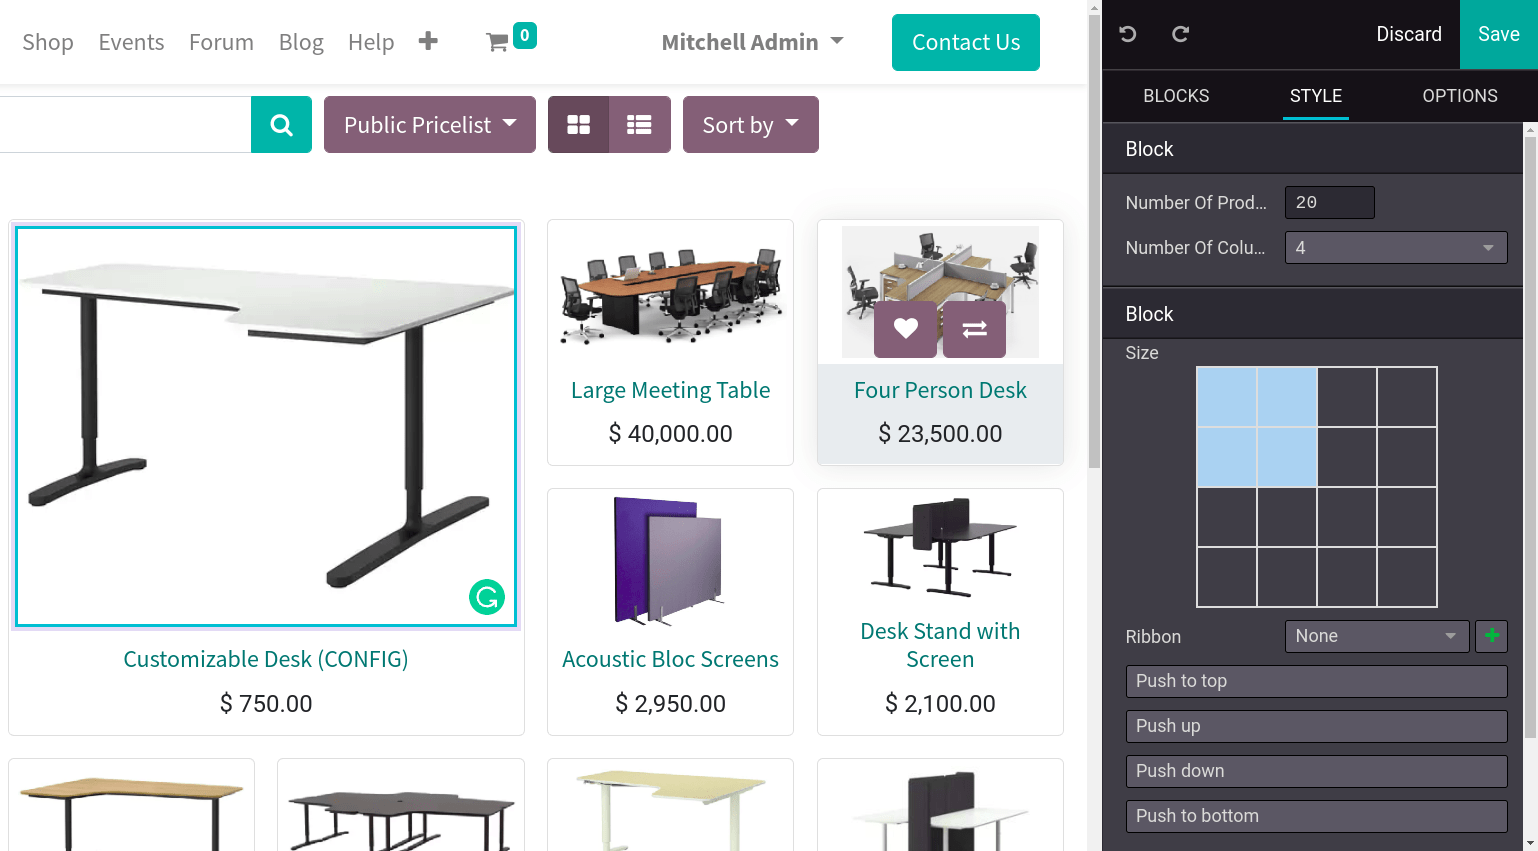 Shop Events Forum Blog Help 0 Mitchell Admin Contact Us
Discard Save
BLOCKS STYLE OPTIONS
Public Pricelist Sort by
Block
Number Of Prod... 20
Number Of Colu... 4
Block
Size
Large Meeting Table
$ 40,000.00
Four Person Desk
$ 23,500.00
Customizable Desk (CONFIG)
$ 750.00
Acoustic Bloc Screens
$ 2,950.00
Desk Stand with
Screen
$ 2,100.00
Ribbon None
Push to top
Push up
Push down
Push to bottom